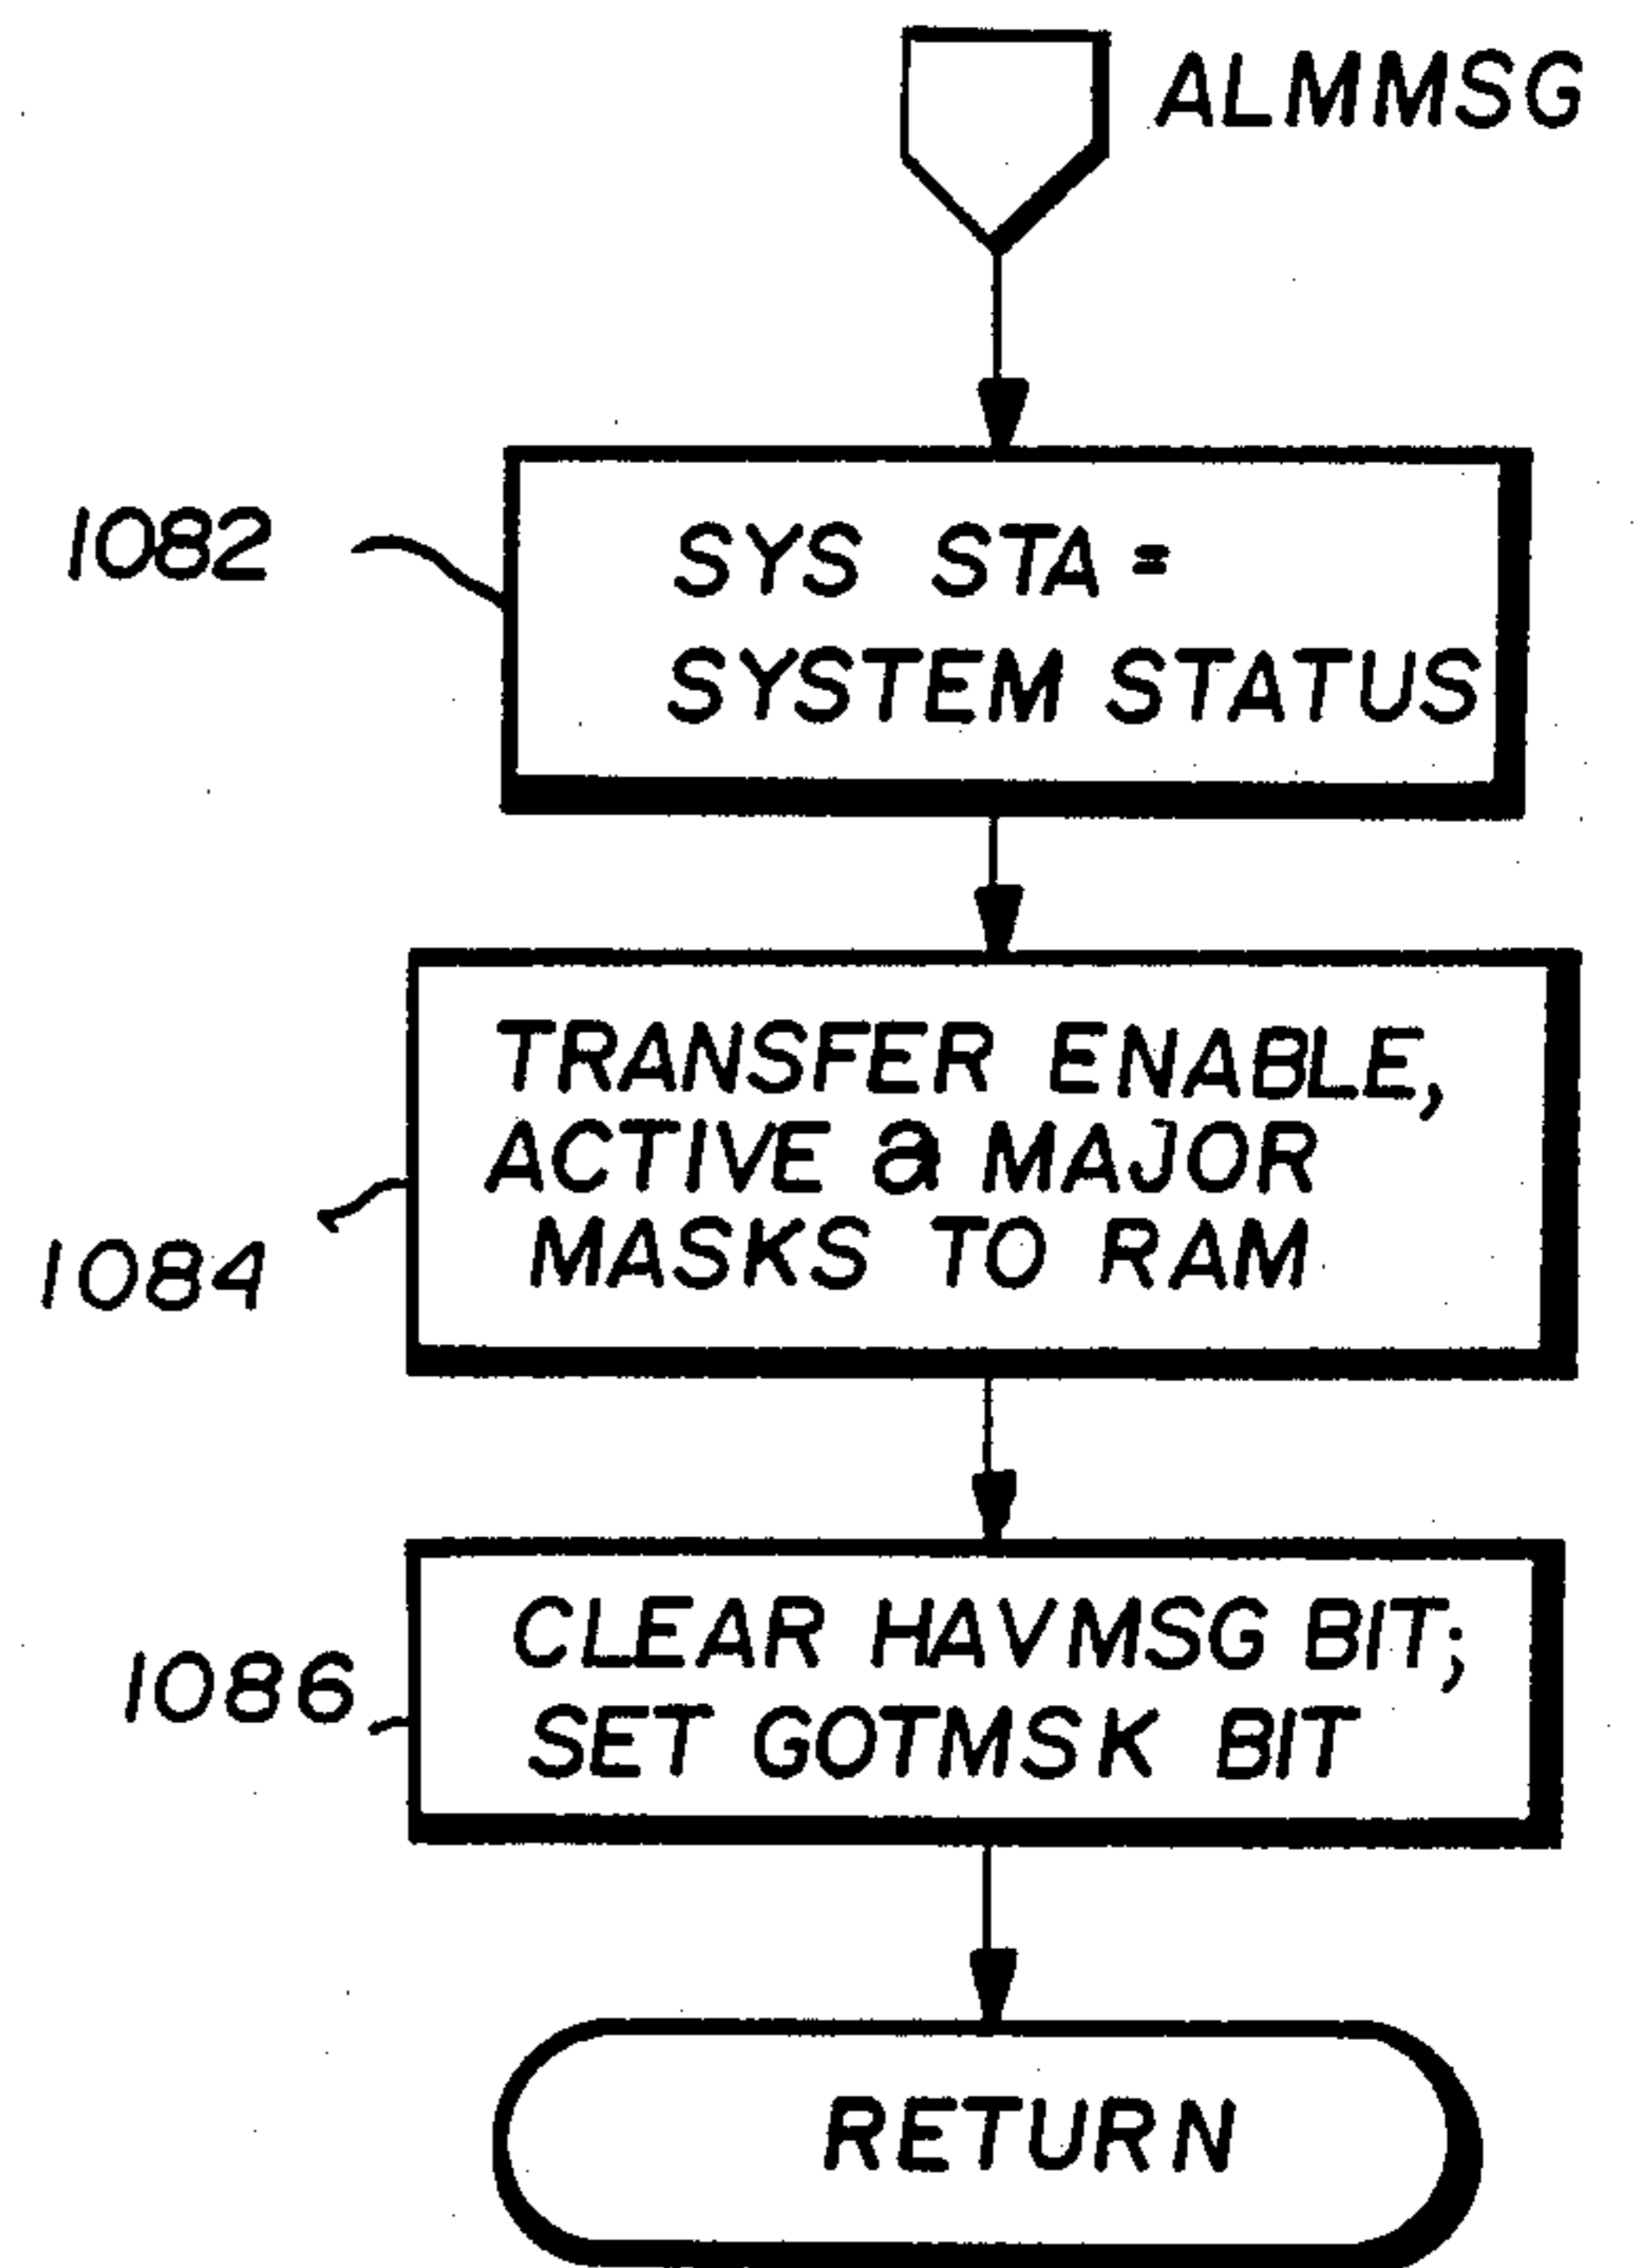 ALMMSG
1082
SYS STA =
SYSTEM STATUS
1084
TRANSFER ENABLE,
ACTIVE & MAJOR
MASKS TO RAM
1086
CLEAR HAVMSG BIT;
SET GOTMSK BIT
RETURN